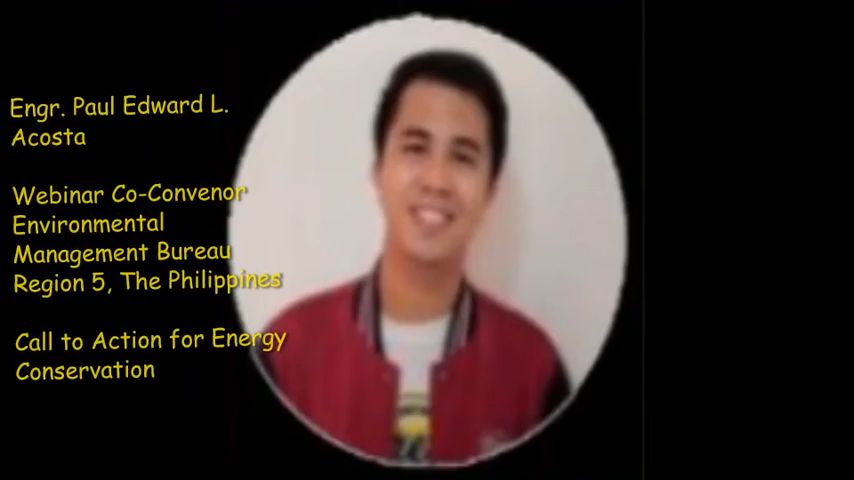 Engr. Paul Edward L.
Acosta
Webinar Co-Convenor
Environmental
Management Bureau
Region 5, The Philippines
Call to Action for Energy
Conservation